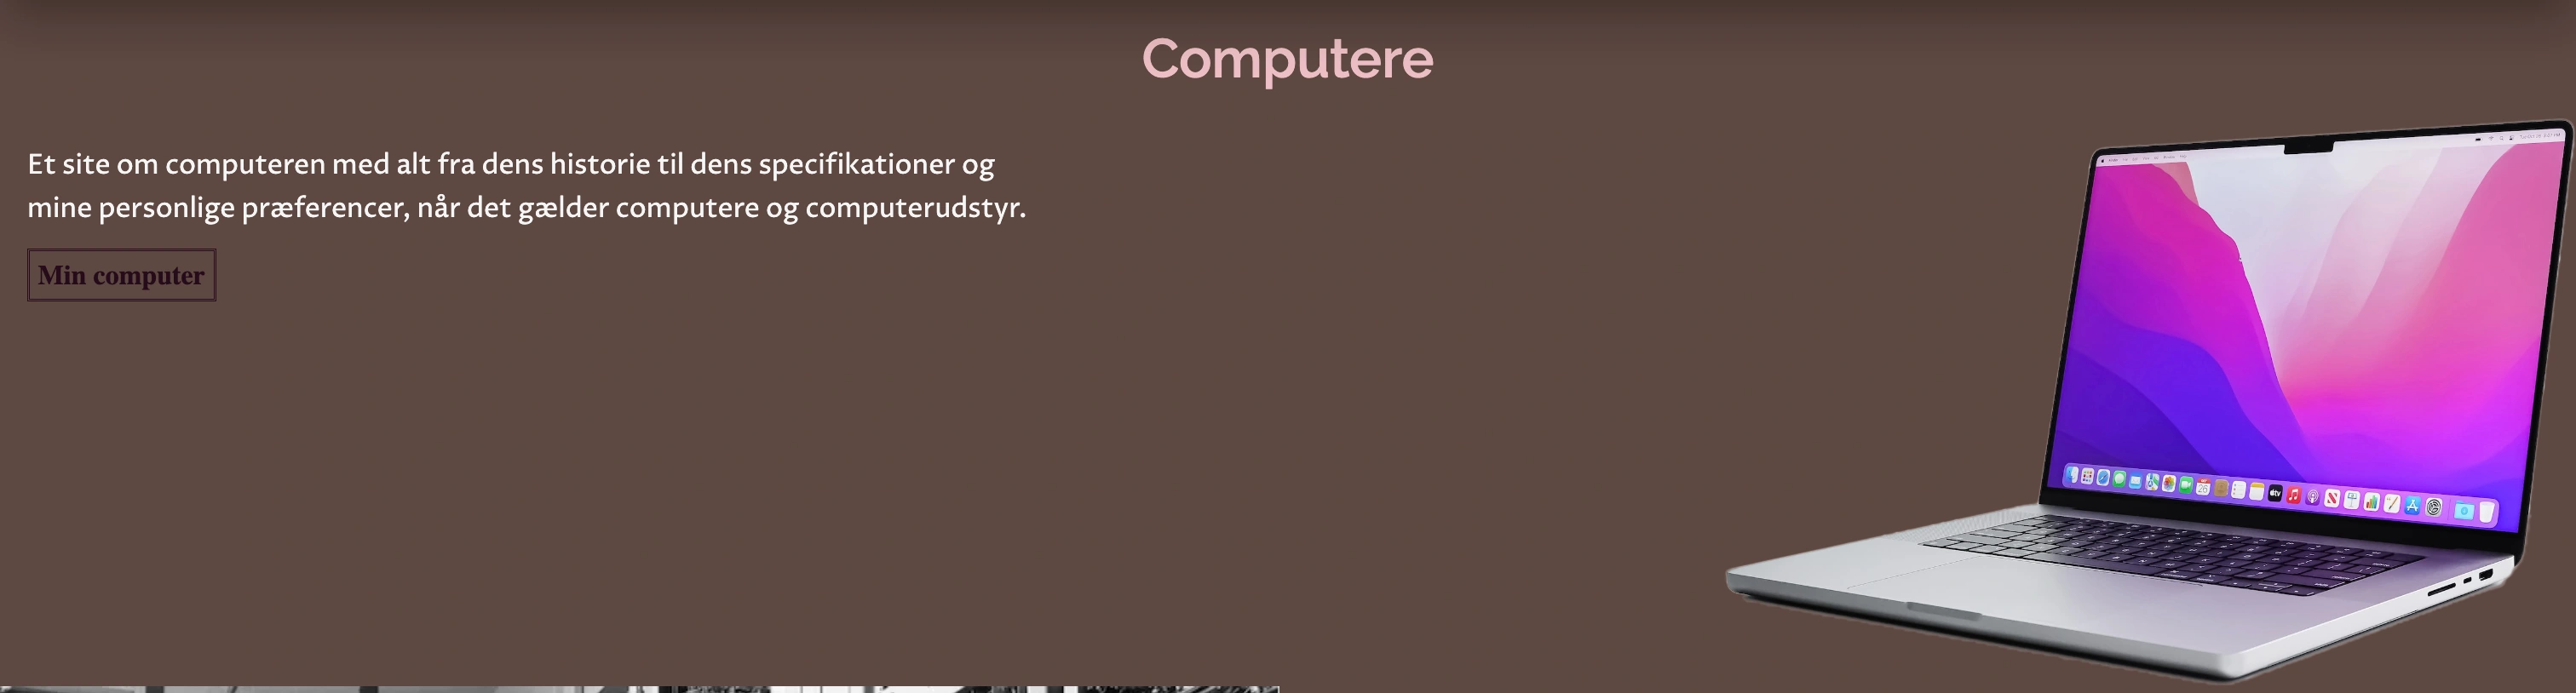 Computere
Et site om computeren med alt fra dens historie til dens specifikationer og
mine personlige præferencer, når det gælder computere og computerudstyr.
Min computer